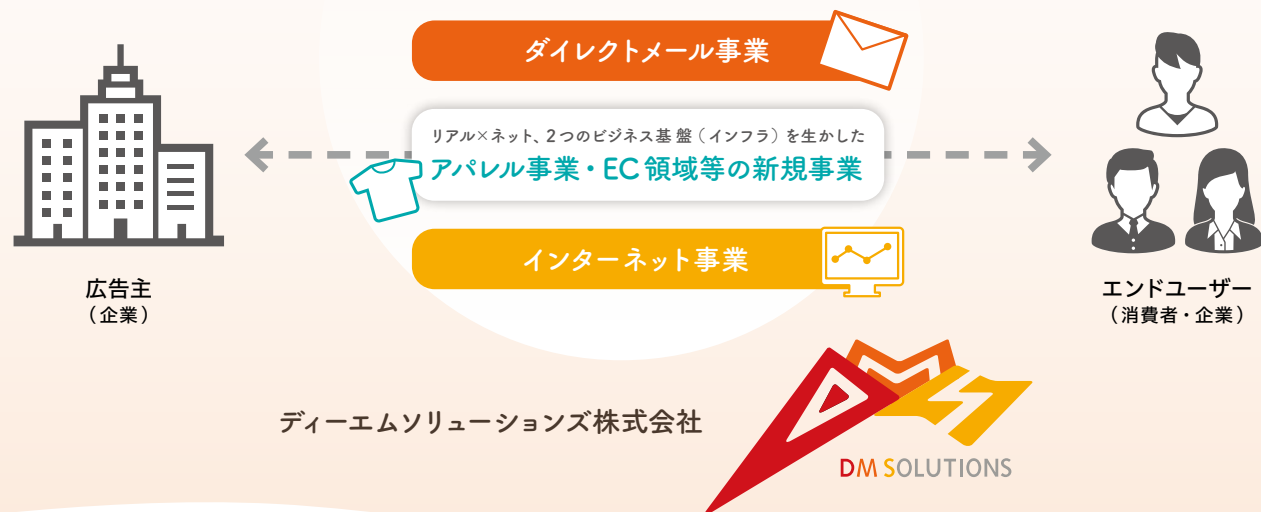 ダイレクトメール事業
リアル×ネット、2つのビジネス基盤（インフラ）を生かした
アパレル事業・EC領域等の新規事業
インターネット事業
広告主
（企業）
エンドユーザー
（消費者・企業）
ディーエムソリューションズ株式会社
DM SOLUTIONS